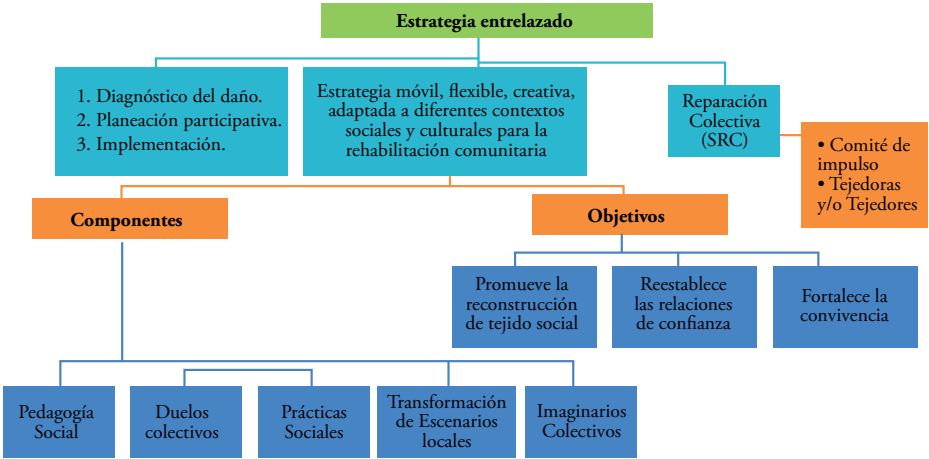 Estrategia entrelazado
1. Diagnóstico del daño.
2. Planeación participativa.
3. Implementación.
Estrategia móvil, flexible, creativa,
adaptada a diferentes contextos
sociales y culturales para la
rehabilitación comunitaria
Reparación
Colectiva
(SRC)
• Comité de
impulso
• Tejedoras
y/o Tejedores
Componentes
Objetivos
Promueve la
reconstrucción
de tejido social
Reestablece
las relaciones
de confianza
Fortalece la
convivencia
Pedagogía
Social
Duelos
colectivos
Prácticas
Sociales
Transformación
de Escenarios
locales
Imaginarios
Colectivos